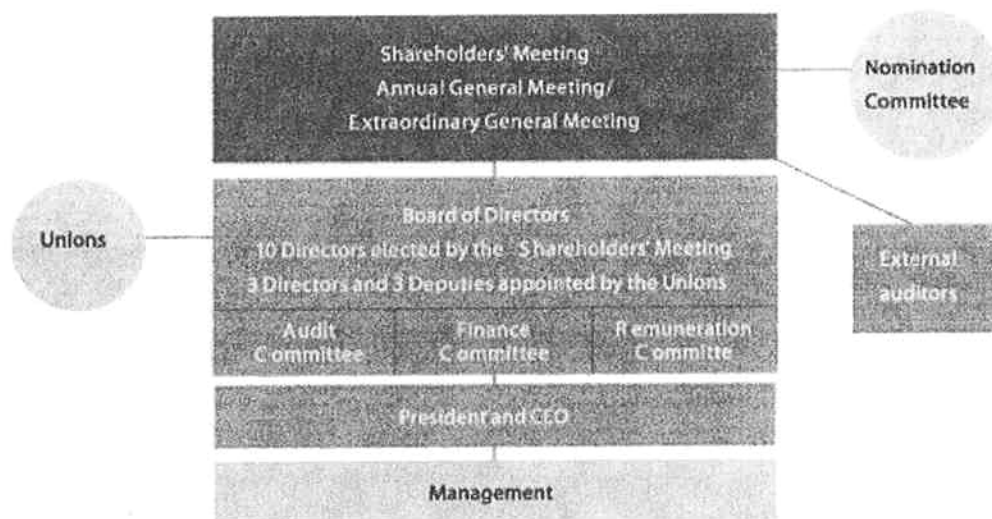 Shareholders' Meeting
Annual General Meeting/
Extraordinary General Meeting
Nomination
Committee
Unions
Board of Directors
10 Directors elected by the Shareholders' Meeting
3 Directors and 3 Deputies appointed by the Unions
External
auditors
Audit
Committee
Finance
Committee
Remuneration
Committe
President and CEO
Management